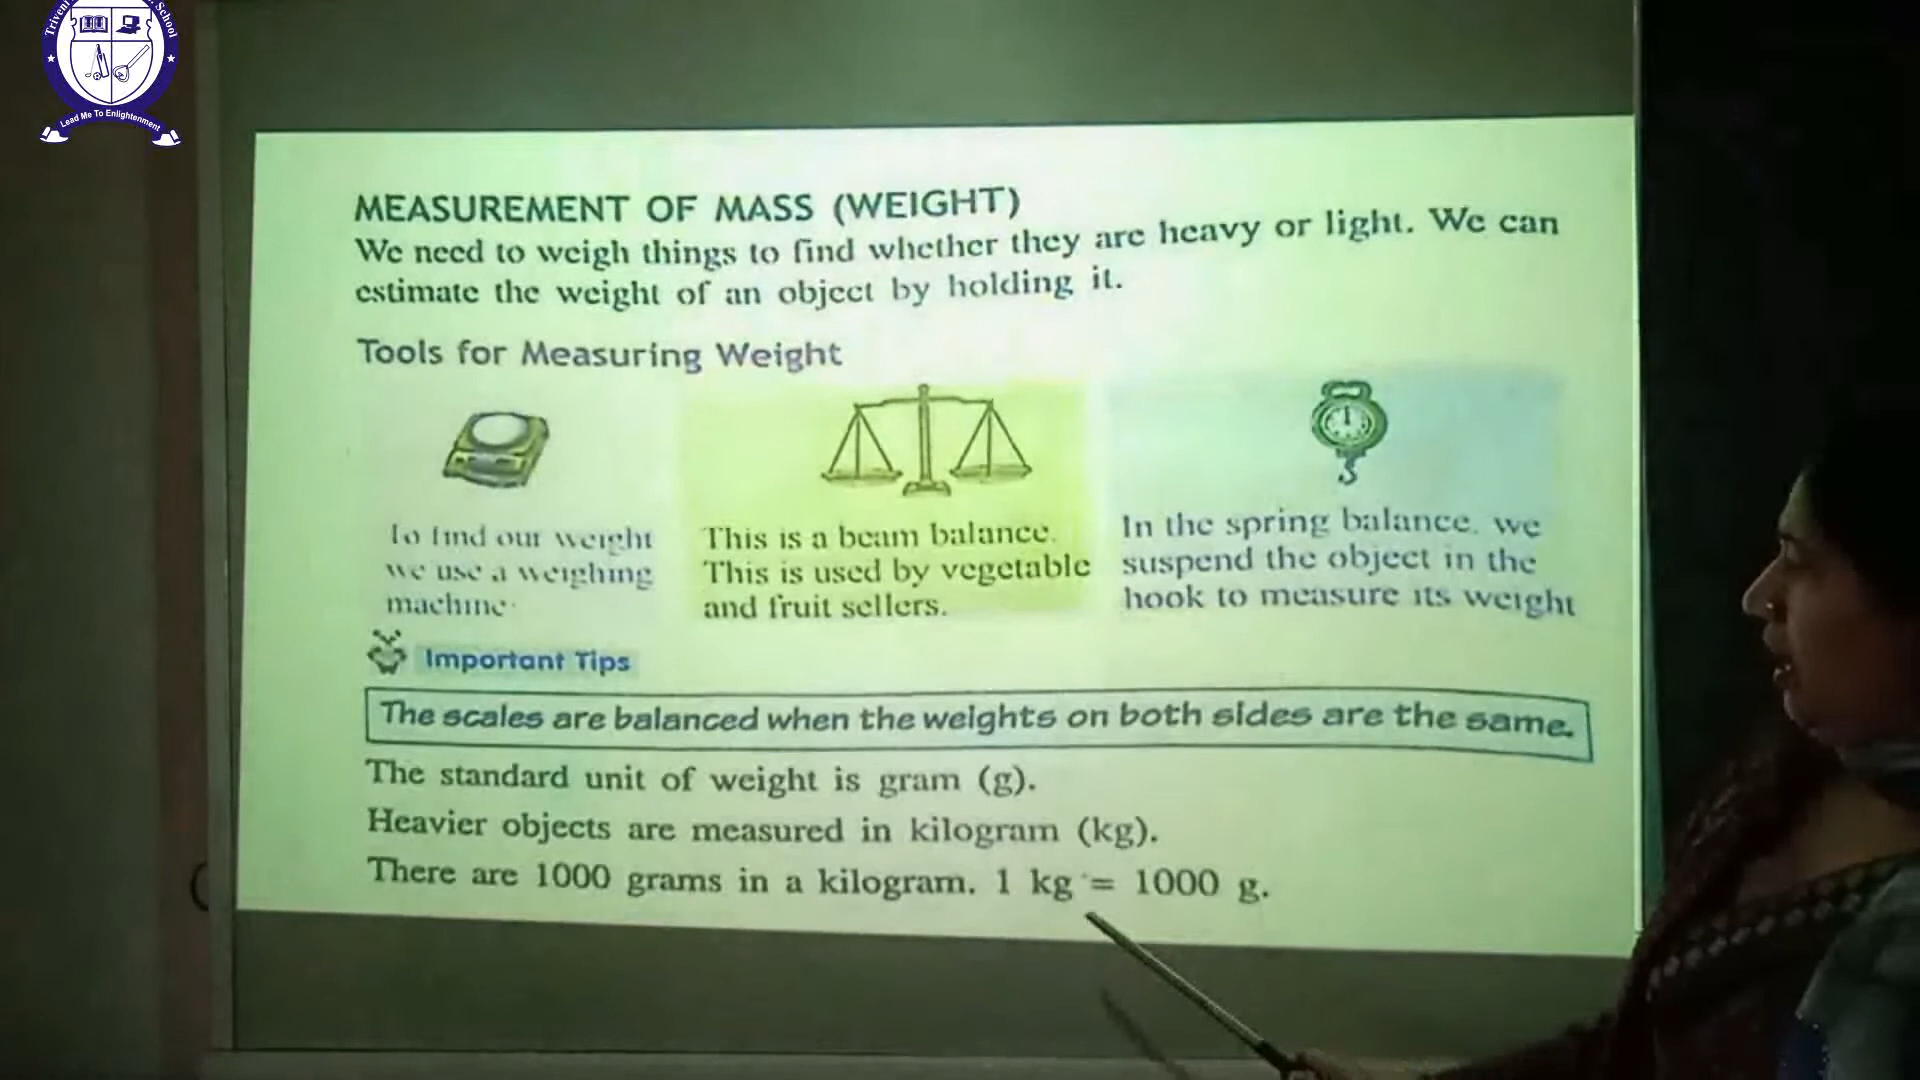 Triveni
School
Lead Me To Enlightenment
MEASUREMENT OF MASS (WEIGHT)
We need to weigh things to find whether they are heavy or light. We can
estimate the weight of an object by holding it.
Tools for Measuring Weight
To find our weight
we use a weighing
machine
This is a beam balance.
This is used by vegetable
and fruit sellers.
In the spring balance, we
suspend the object in the
hook to measure its weight
Important Tips
The scales are balanced when the weights on both sides are the same.
The standard unit of weight is gram (g).
Heavier objects are measured in kilogram (kg).
There are 1000 grams in a kilogram. 1 kg = 1000 g.